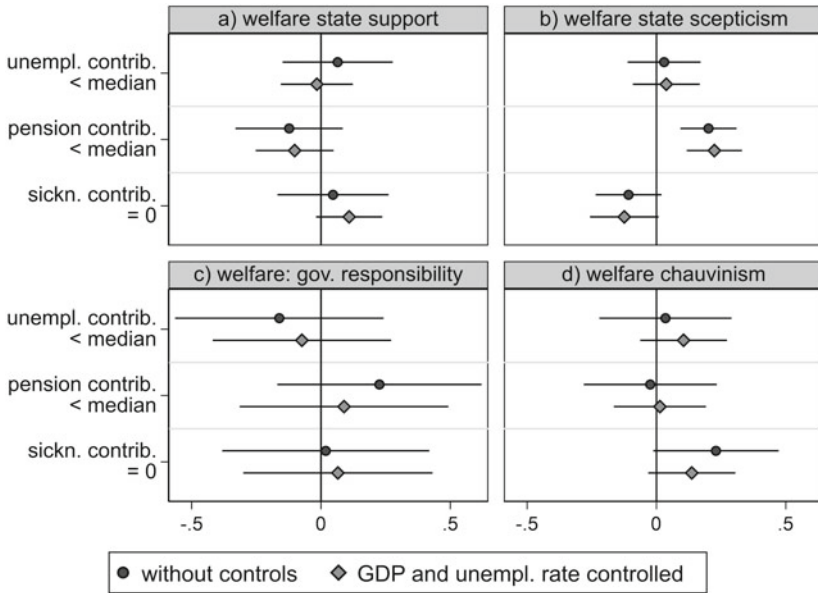 a) welfare state support
b) welfare state scepticism
unempl. contrib.
< median
pension contrib.
< median
sickn. contrib.
= 0
c) welfare: gov. responsibility
d) welfare chauvinism
unempl. contrib.
< median
pension contrib.
< median
sickn. contrib.
= 0
-.5 0 .5 -.5 0 .5
without controls GDP and unempl. rate controlled